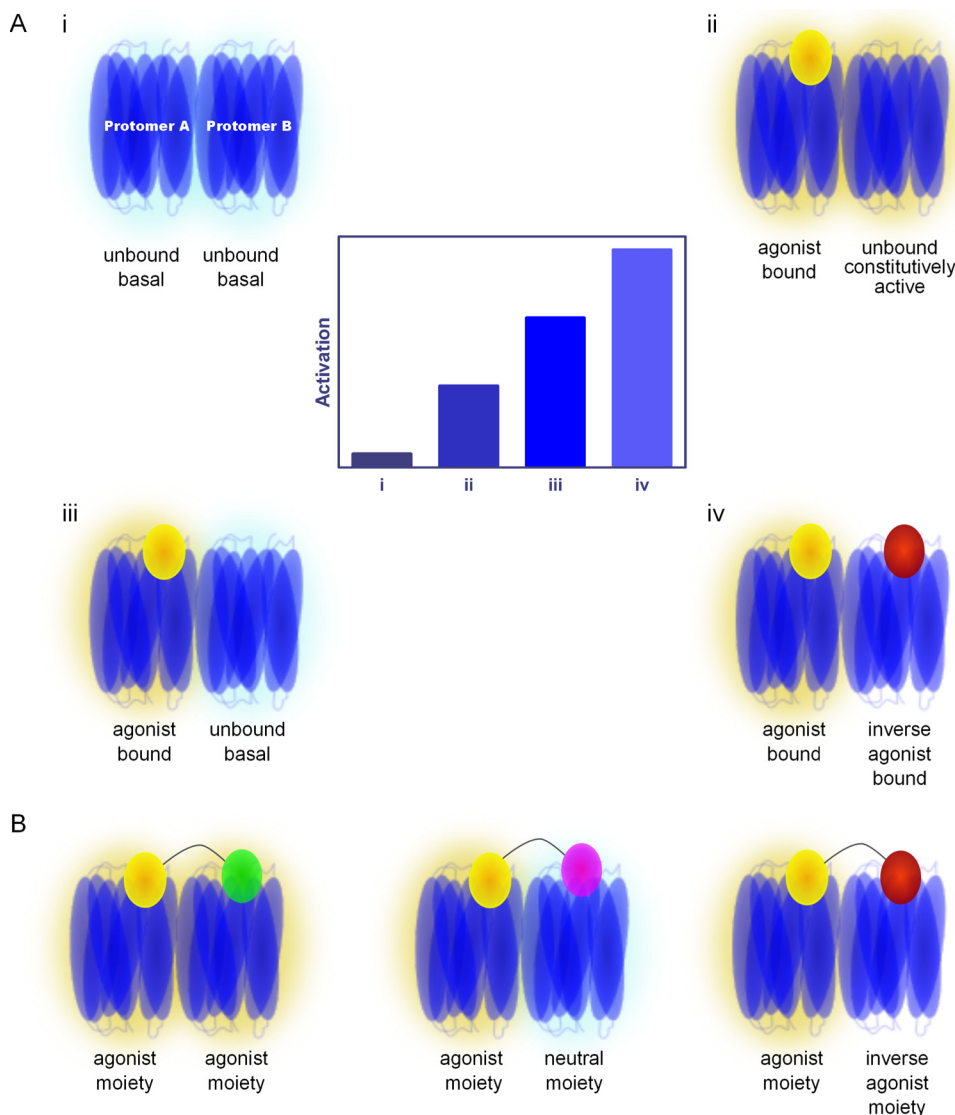 A
i
Protomer A
Protomer B
unbound
basal
unbound
basal
ii
agonist
bound
unbound
constitutively
active
Activation
i
ii
iii
iv
iii
agonist
bound
unbound
basal
iv
agonist
bound
inverse
agonist
bound
B
agonist
moiety
agonist
moiety
agonist
moiety
neutral
moiety
agonist
moiety
inverse
agonist
moiety